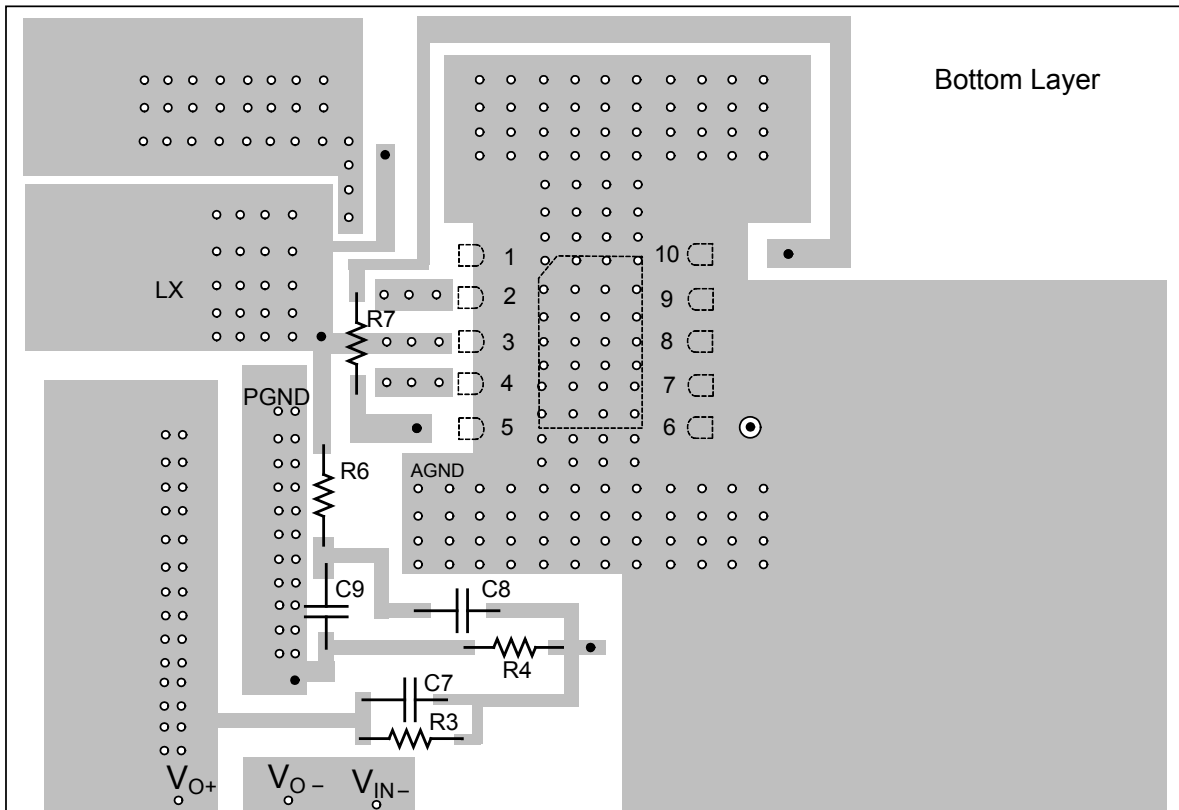 Bottom Layer
1
10
LX
2
9
R7
3
8
4
7
PGND
5
6
R6
AGND
C9
C8
R4
C7
R3
VO+
VO −
VIN−